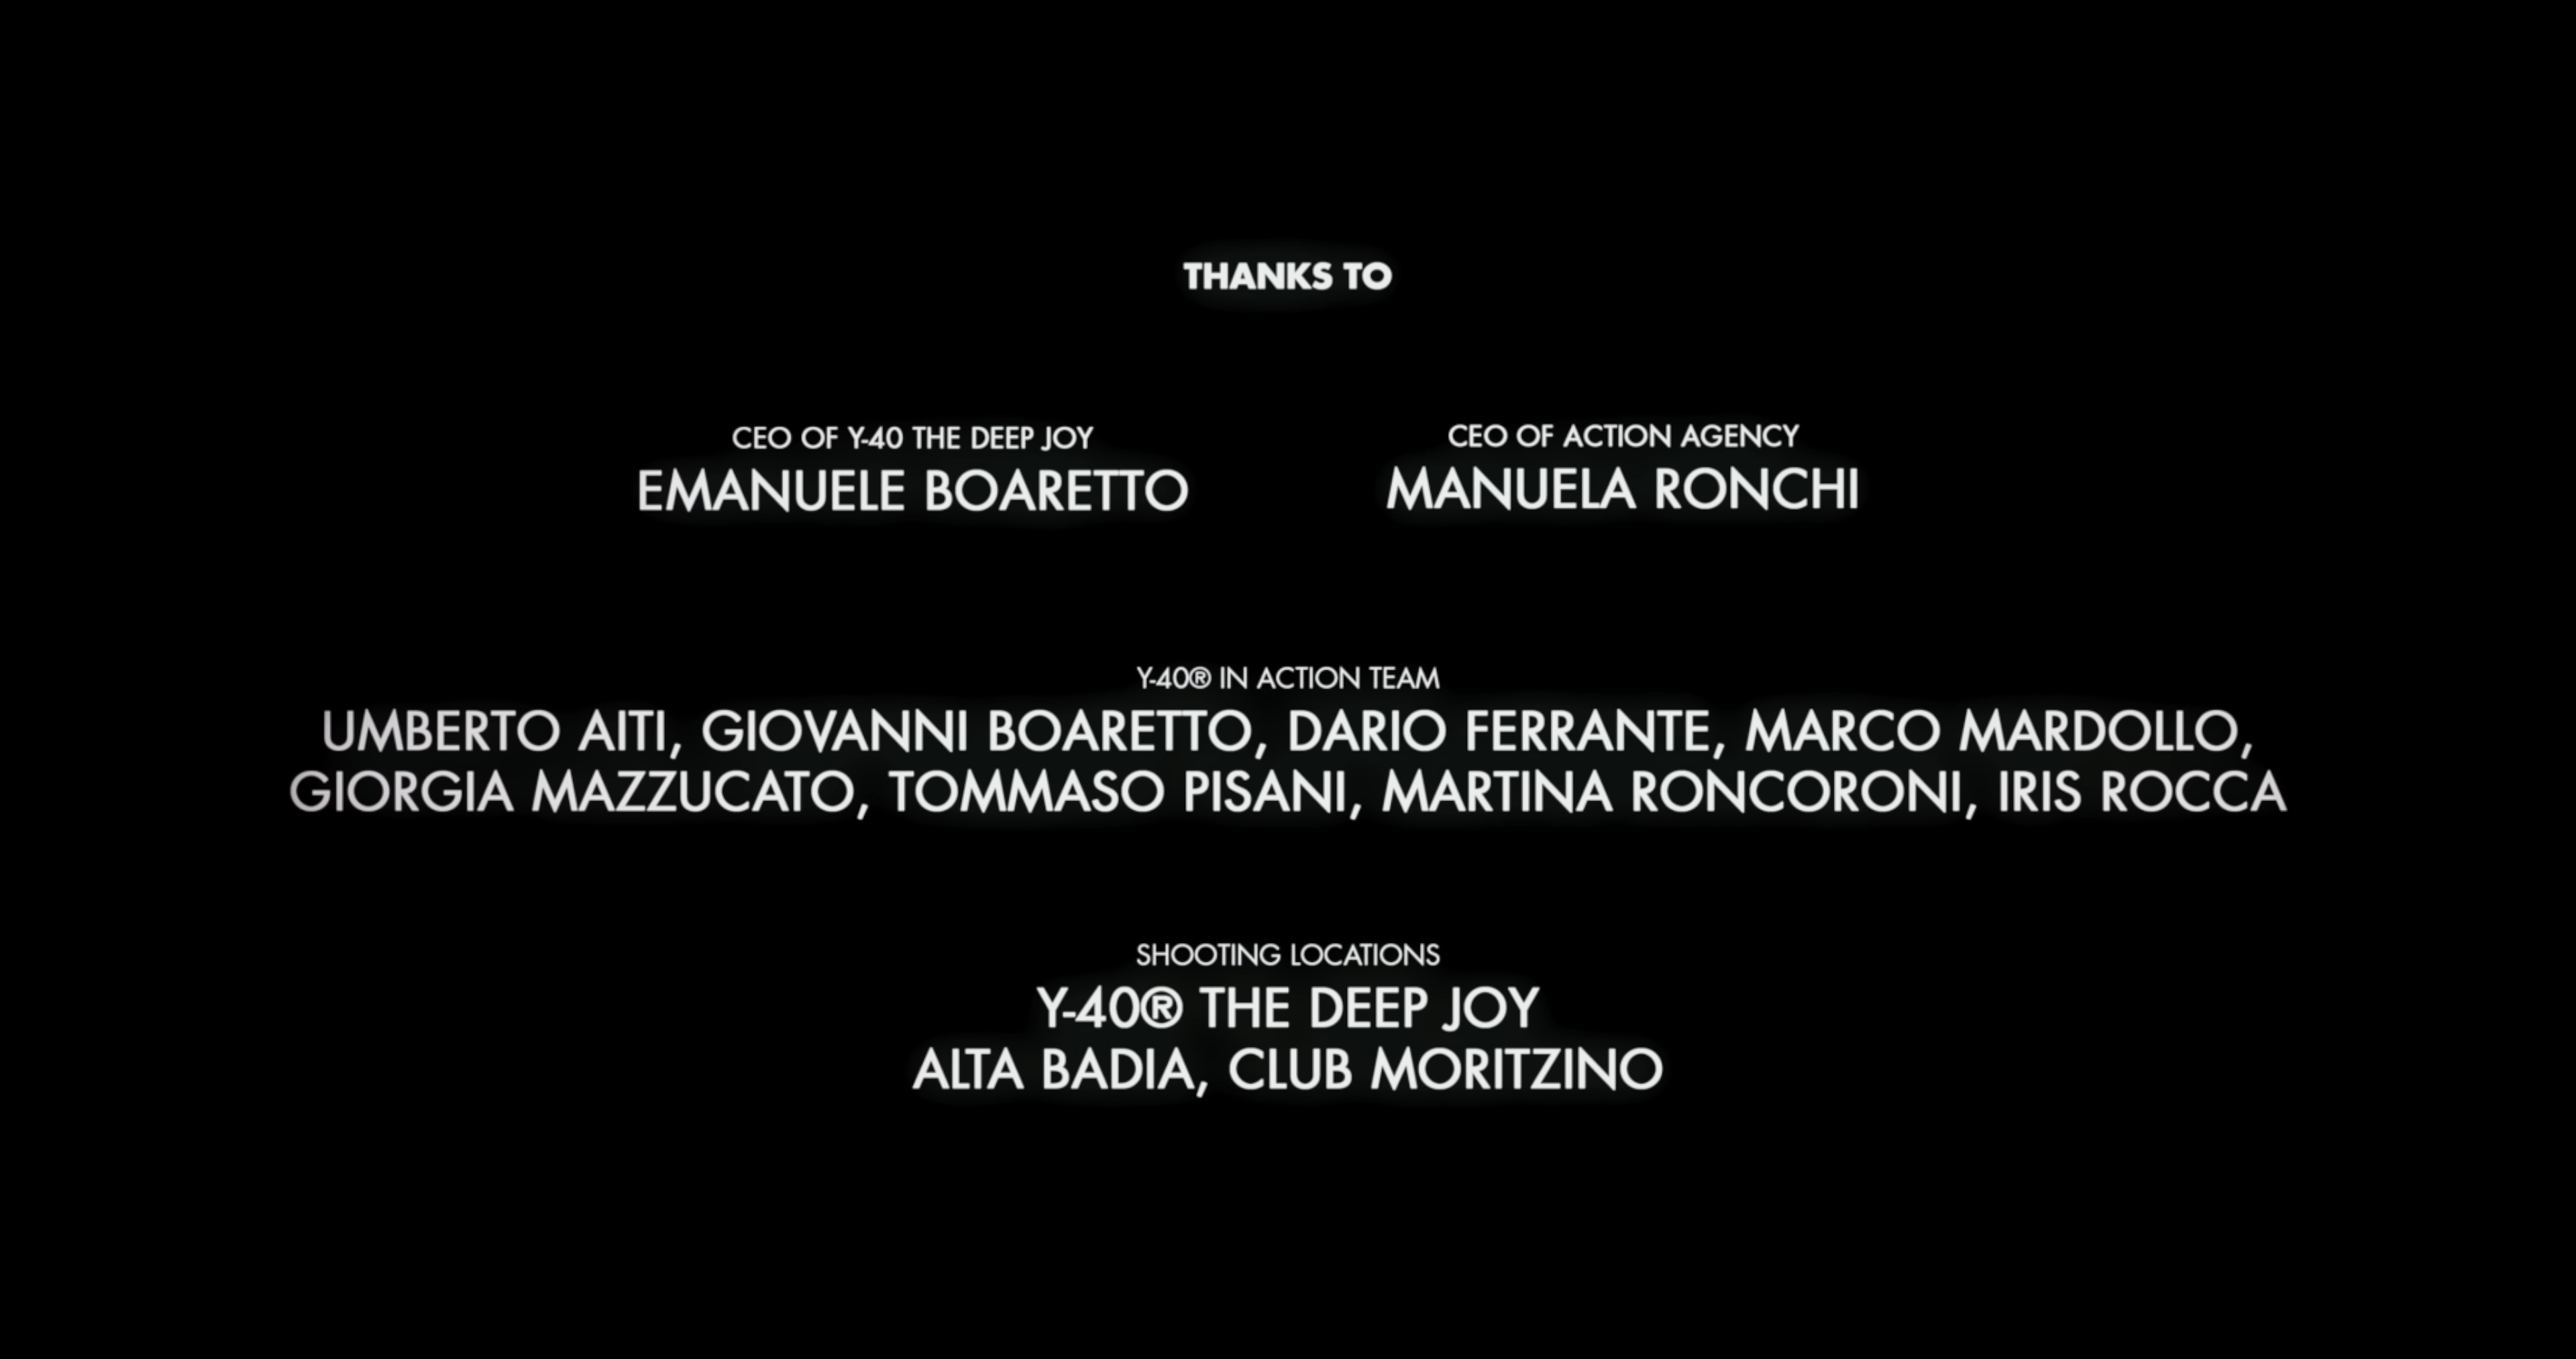 THANKS TO
CEO OF Y-40 THE DEEP JOY
EMANUELE BOARETTO
CEO OF ACTION AGENCY
MANUELA RONCHI
Y-40® IN ACTION TEAM
UMBERTO AITI, GIOVANNI BOARETTO, DARIO FERRANTE, MARCO MARDOLLO,
GIORGIA MAZZUCATO, TOMMASO PISANI, MARTINA RONCORONI, IRIS ROCCA
SHOOTING LOCATIONS
Y-40® THE DEEP JOY
ALTA BADIA, CLUB MORITZINO